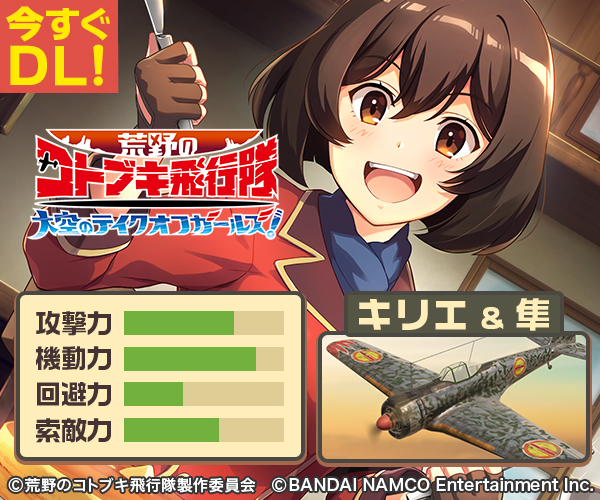 今すぐ
DL!
荒野の
コトブキ飛行隊
大空のテイクオフガールズ!
攻撃力
機動力
回避力
索敵力
キリエ & 隼
©荒野のコトブキ飛行隊製作委員会 ©BANDAI NAMCO Entertainment Inc.